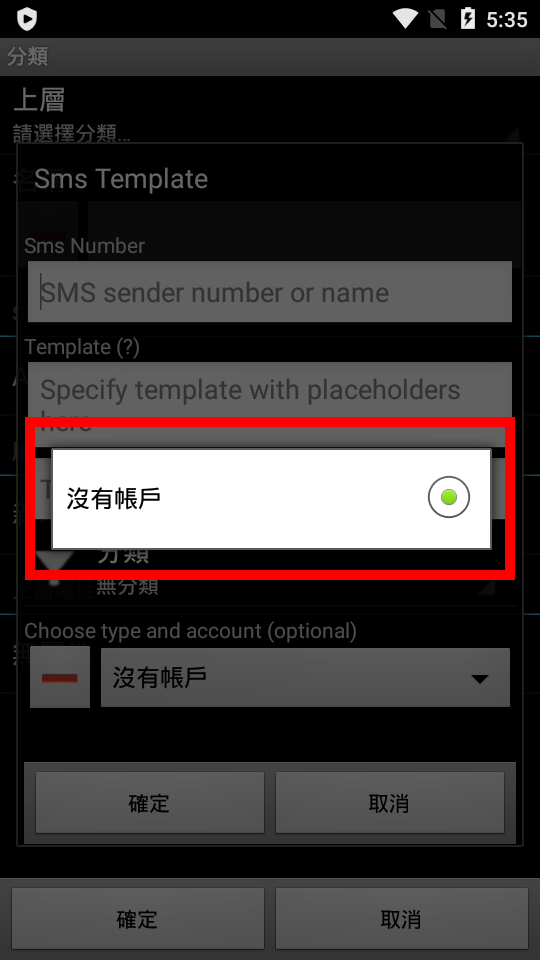 5:35
分類
上層
請選擇分類...
Sms Template
Sms Number
SMS sender number or name
Template (?)
Specify template with placeholders
here
沒有帳戶
分類
無分類
Choose type and account (optional)
沒有帳戶
確定
取消
確定
取消